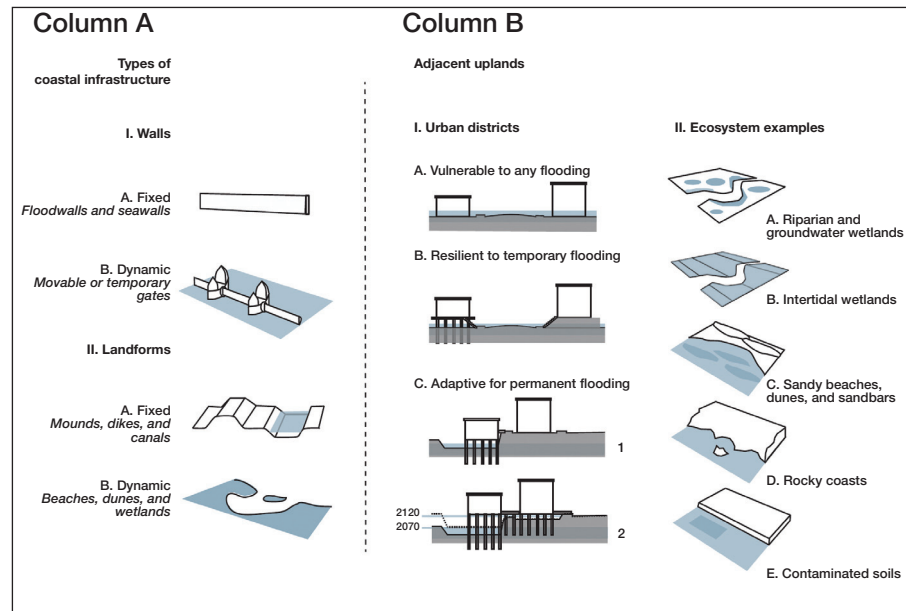 Column A
Types of
coastal infrastructure
I. Walls
A. Fixed
Floodwalls and seawalls
B. Dynamic
Movable or temporary
gates
II. Landforms
A. Fixed
Mounds, dikes, and
canals
B. Dynamic
Beaches, dunes, and
wetlands
Column B
Adjacent uplands
I. Urban districts
A. Vulnerable to any flooding
B. Resilient to temporary flooding
C. Adaptive for permanent flooding
1
2120
2070
2
II. Ecosystem examples
A. Riparian and
groundwater wetlands
B. Intertidal wetlands
C. Sandy beaches,
dunes, and sandbars
D. Rocky coasts
E. Contaminated soils